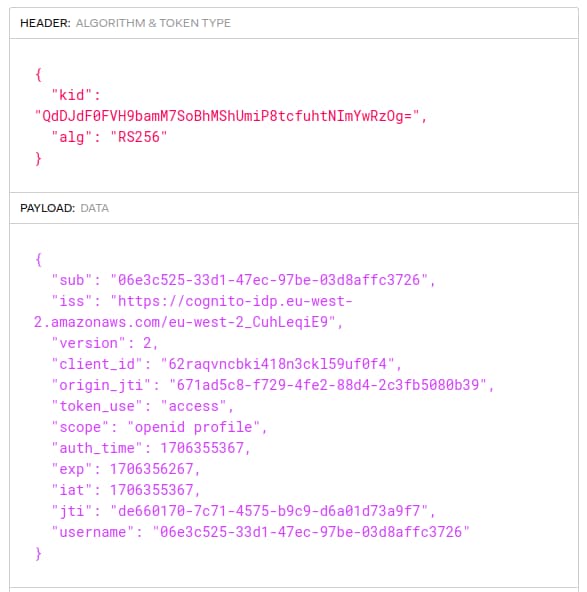 HEADER: ALGORITHM & TOKEN TYPE
{
"kid":
"QdDJdF0FVH9bamM7SoBhMShUmiP8tcfuhtNImYwRzOg=",
"alg": "RS256"
}
PAYLOAD: DATA
{
"sub": "06e3c525-33d1-47ec-97be-03d8affc3726",
"iss": "https://cognito-idp.eu-west-
2.amazonaws.com/eu-west-2_CuhLeqiE9",
"version": 2,
"client_id": "62raqvncbki418n3ckl59uf0f4",
"origin_jti": "671ad5c8-f729-4fe2-88d4-2c3fb5080b39",
"token_use": "access",
"scope": "openid profile",
"auth_time": 1706355367,
"exp": 1706356267,
"iat": 1706355367,
"jti": "de660170-7c71-4575-b9c9-d6a01d73a9f7",
"username": "06e3c525-33d1-47ec-97be-03d8affc3726"
}